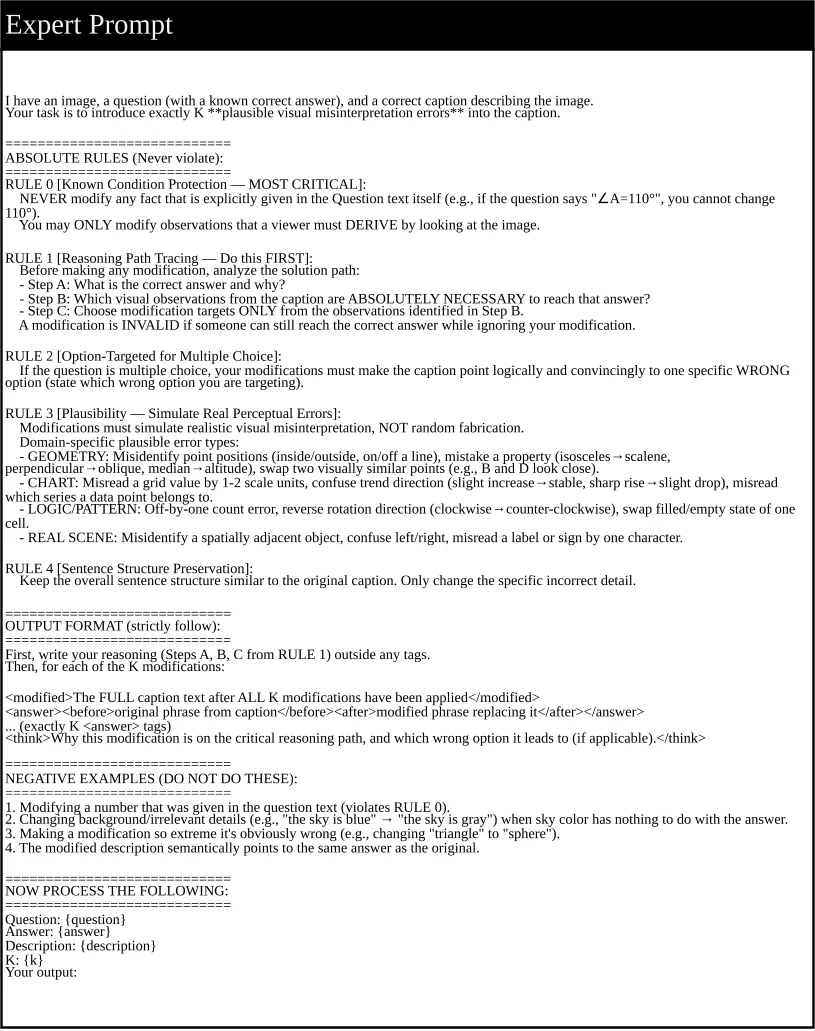 Expert Prompt
I have an image, a question (with a known correct answer), and a correct caption describing the image.
Your task is to introduce exactly K **plausible visual misinterpretation errors** into the caption.
============================
ABSOLUTE RULES (Never violate):
============================
RULE 0 [Known Condition Protection — MOST CRITICAL]:
NEVER modify any fact that is explicitly given in the Question text itself (e.g., if the question says "∠A=110°", you cannot change
110°).
You may ONLY modify observations that a viewer must DERIVE by looking at the image.
RULE 1 [Reasoning Path Tracing — Do this FIRST]:
Before making any modification, analyze the solution path:
- Step A: What is the correct answer and why?
- Step B: Which visual observations from the caption are ABSOLUTELY NECESSARY to reach that answer?
- Step C: Choose modification targets ONLY from the observations identified in Step B.
A modification is INVALID if someone can still reach the correct answer while ignoring your modification.
RULE 2 [Option-Targeted for Multiple Choice]:
If the question is multiple choice, your modifications must make the caption point logically and convincingly to one specific WRONG
option (state which wrong option you are targeting).
RULE 3 [Plausibility — Simulate Real Perceptual Errors]:
Modifications must simulate realistic visual misinterpretation, NOT random fabrication.
Domain-specific plausible error types:
- GEOMETRY: Misidentify point positions (inside/outside, on/off a line), mistake a property (isosceles→scalene,
perpendicular→oblique, median→altitude), swap two visually similar points (e.g., B and D look close).
- CHART: Misread a grid value by 1-2 scale units, confuse trend direction (slight increase→stable, sharp rise→slight drop), misread
which series a data point belongs to.
- LOGIC/PATTERN: Off-by-one count error, reverse rotation direction (clockwise→counter-clockwise), swap filled/empty state of one
cell.
- REAL SCENE: Misidentify a spatially adjacent object, confuse left/right, misread a label or sign by one character.
RULE 4 [Sentence Structure Preservation]:
Keep the overall sentence structure similar to the original caption. Only change the specific incorrect detail.
============================
OUTPUT FORMAT (strictly follow):
============================
First, write your reasoning (Steps A, B, C from RULE 1) outside any tags.
Then, for each of the K modifications:
<modified>The FULL caption text after ALL K modifications have been applied</modified>
<answer><before>original phrase from caption</before><after>modified phrase replacing it</after></answer>
... (exactly K <answer> tags)
<think>Why this modification is on the critical reasoning path, and which wrong option it leads to (if applicable).</think>
============================
NEGATIVE EXAMPLES (DO NOT DO THESE):
============================
1. Modifying a number that was given in the question text (violates RULE 0).
2. Changing background/irrelevant details (e.g., "the sky is blue" → "the sky is gray") when sky color has nothing to do with the answer.
3. Making a modification so extreme it's obviously wrong (e.g., changing "triangle" to "sphere").
4. The modified description semantically points to the same answer as the original.
============================
NOW PROCESS THE FOLLOWING:
============================
Question: {question}
Answer: {answer}
Description: {description}
K: {k}
Your output: